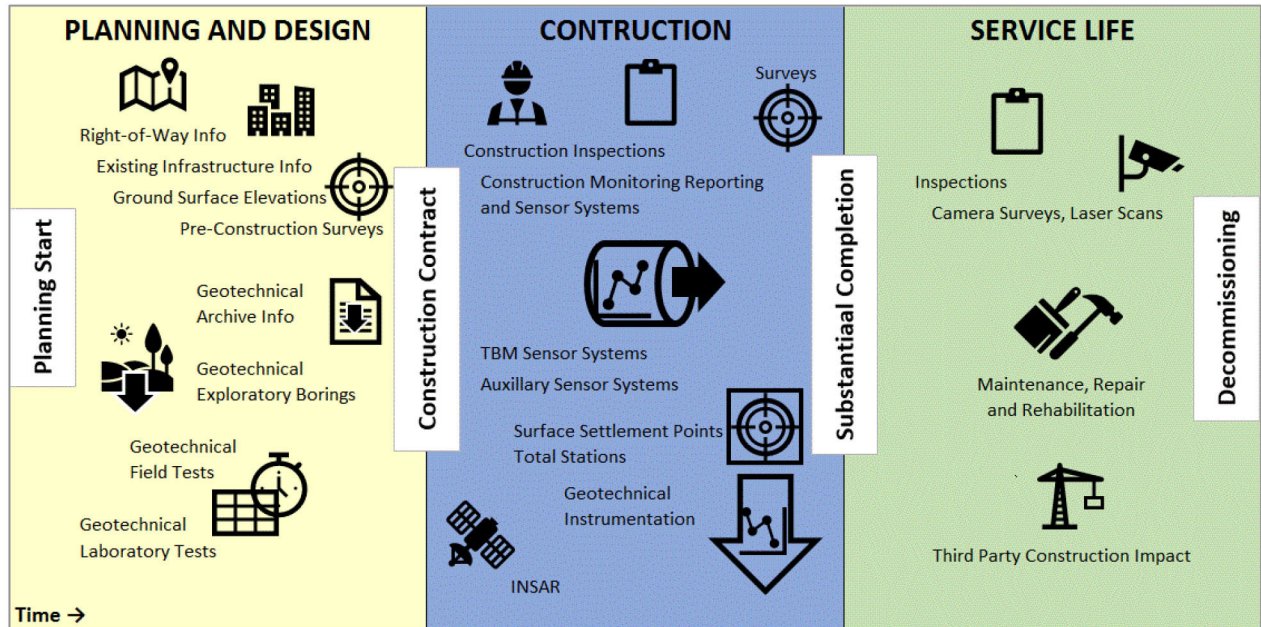 PLANNING AND DESIGN
Right-of-Way Info
Existing Infrastructure Info
Ground Surface Elevations
Pre-Construction Surveys
Planning Start
Geotechnical
Archive Info
Geotechnical
Exploratory Borings
Geotechnical
Field Tests
Geotechnical
Laboratory Tests
Time →
Construction Contract
CONTRUCTION
Surveys
Construction Inspections
Construction Monitoring Reporting
and Sensor Systems
TBM Sensor Systems
Auxillary Sensor Systems
Surface Settlement Points
Total Stations
Geotechnical
Instrumentation
INSAR
Substantiaal Completion
SERVICE LIFE
Inspections
Camera Surveys, Laser Scans
Maintenance, Repair
and Rehabilitation
Third Party Construction Impact
Decommissioning